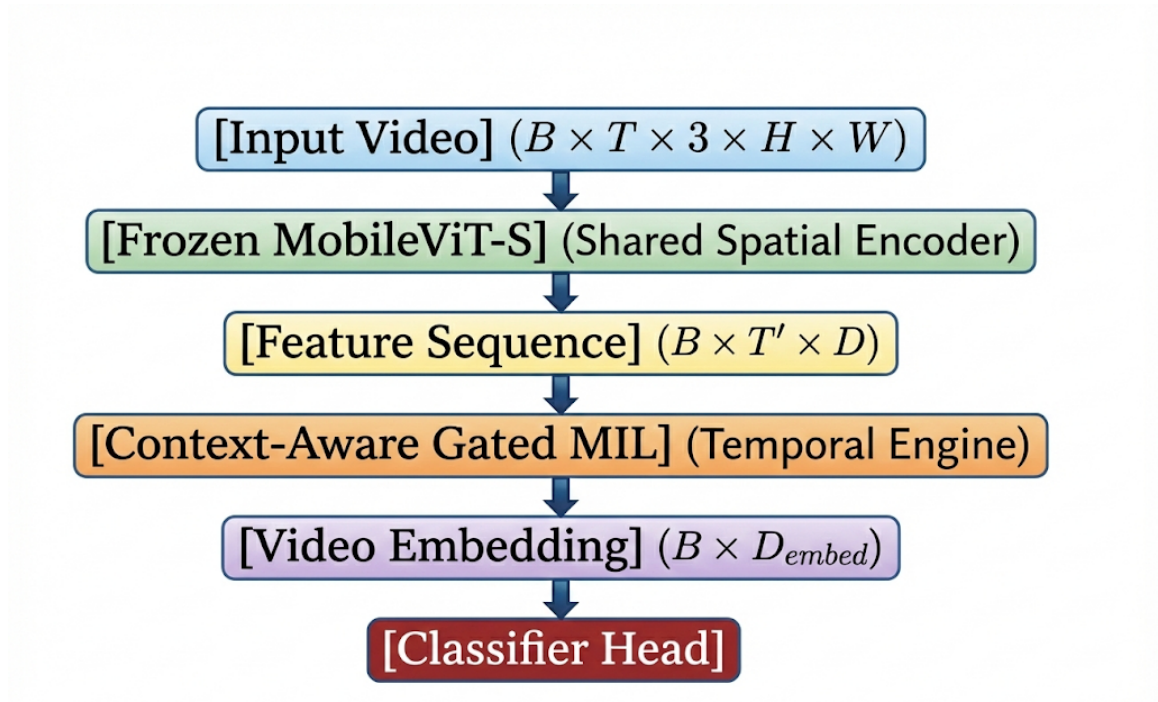 [Input Video] (B × T × 3 × H × W)
[Frozen MobileViT-S] (Shared Spatial Encoder)
[Feature Sequence] (B × T′ × D)
[Context-Aware Gated MIL] (Temporal Engine)
[Video Embedding] (B × D_embed)
[Classifier Head]